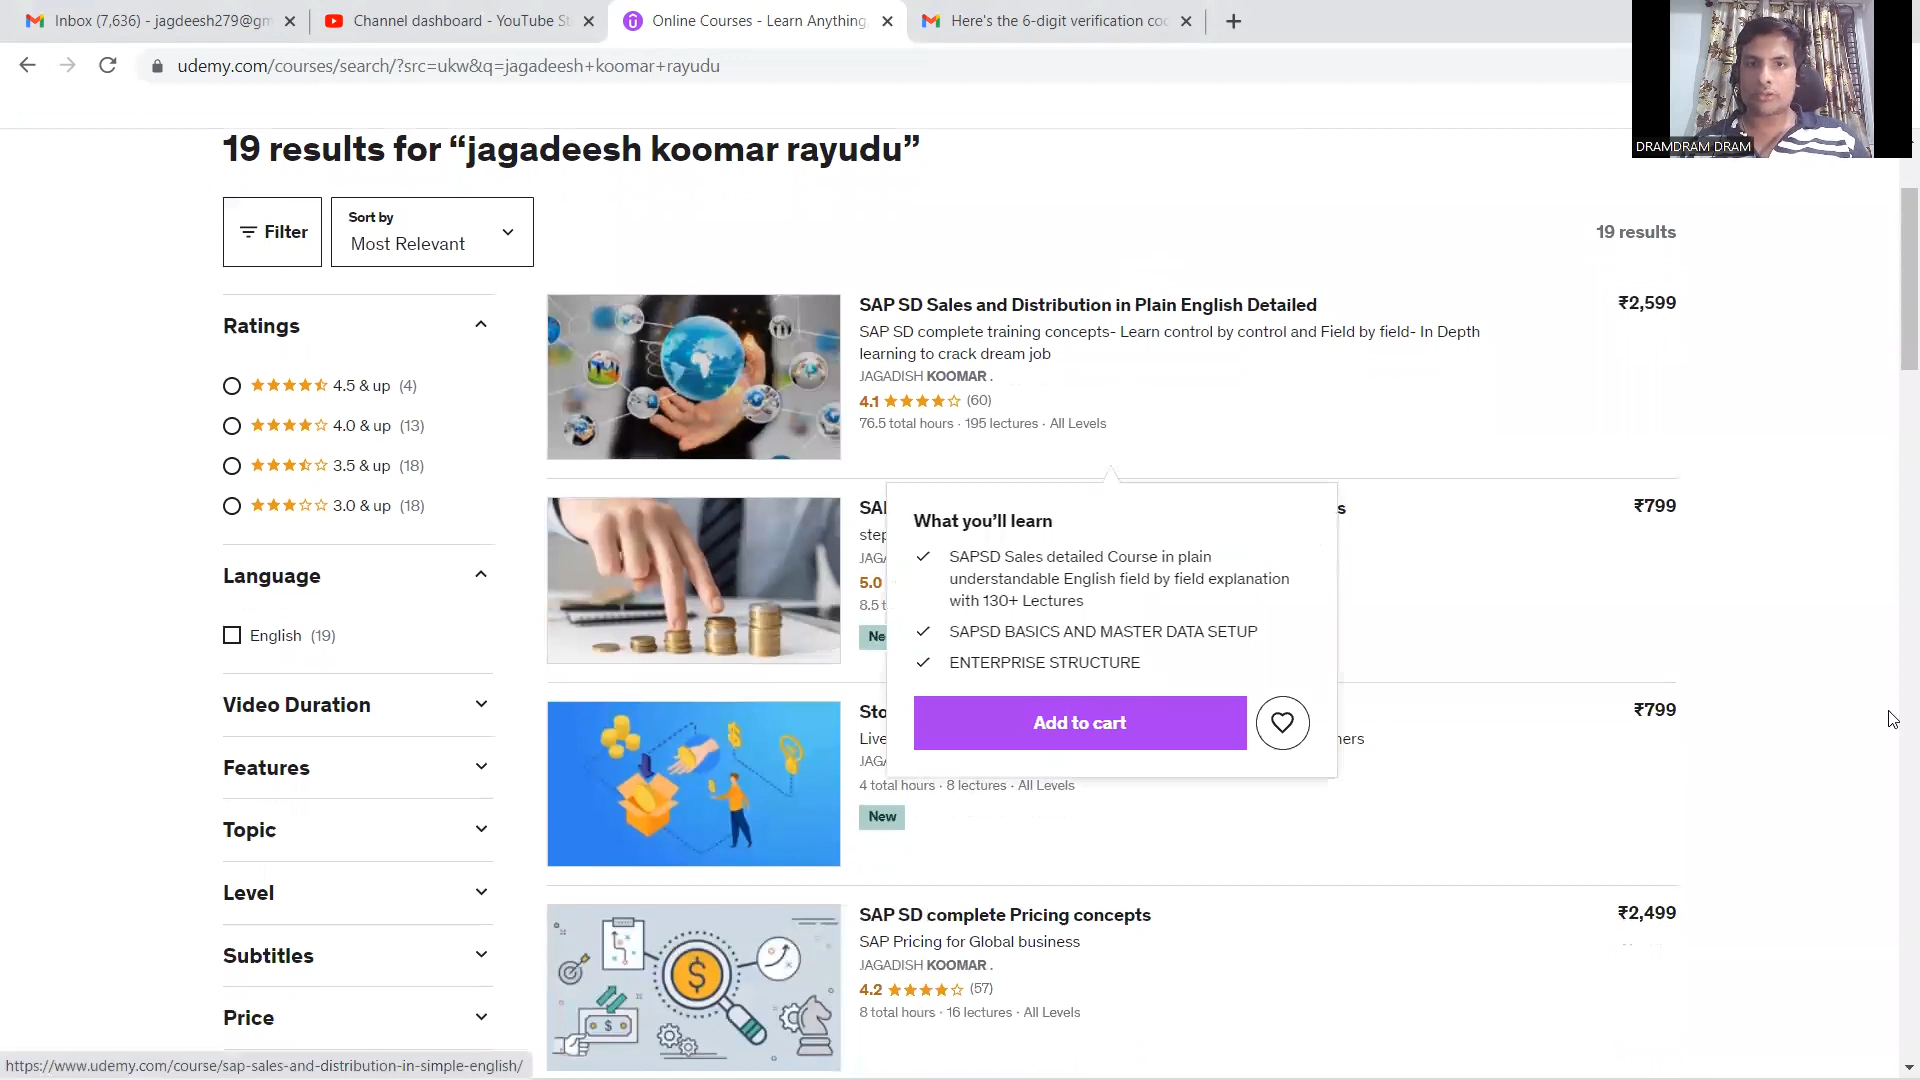 Inbox (7,636) - jagdeesh279@gm
Channel dashboard - YouTube St
Online Courses - Learn Anything,
Here's the 6-digit verification co
udemy.com/courses/search/?src=ukw&q=jagadeesh+koomar+rayudu
DRAMDRAM DRAM
19 results for “jagadeesh koomar rayudu”
Filter
Sort by
Most Relevant
19 results
Ratings
4.5 & up (4)
4.0 & up (13)
3.5 & up (18)
3.0 & up (18)
Language
English (19)
Video Duration
Features
Topic
Level
Subtitles
Price
SAP SD Sales and Distribution in Plain English Detailed
₹2,599
SAP SD complete training concepts- Learn control by control and Field by field- In Depth
learning to crack dream job
JAGADISH KOOMAR .
4.1 (60)
76.5 total hours · 195 lectures · All Levels
₹799
5.0
8.5 t
What you’ll learn
SAPSD Sales detailed Course in plain
understandable English field by field explanation
with 130+ Lectures
SAPSD BASICS AND MASTER DATA SETUP
ENTERPRISE STRUCTURE
Add to cart
₹799
Live
4 total hours · 8 lectures · All Levels
New
SAP SD complete Pricing concepts
₹2,499
SAP Pricing for Global business
JAGADISH KOOMAR .
4.2 (57)
8 total hours · 16 lectures · All Levels
https://www.udemy.com/course/sap-sales-and-distribution-in-simple-english/